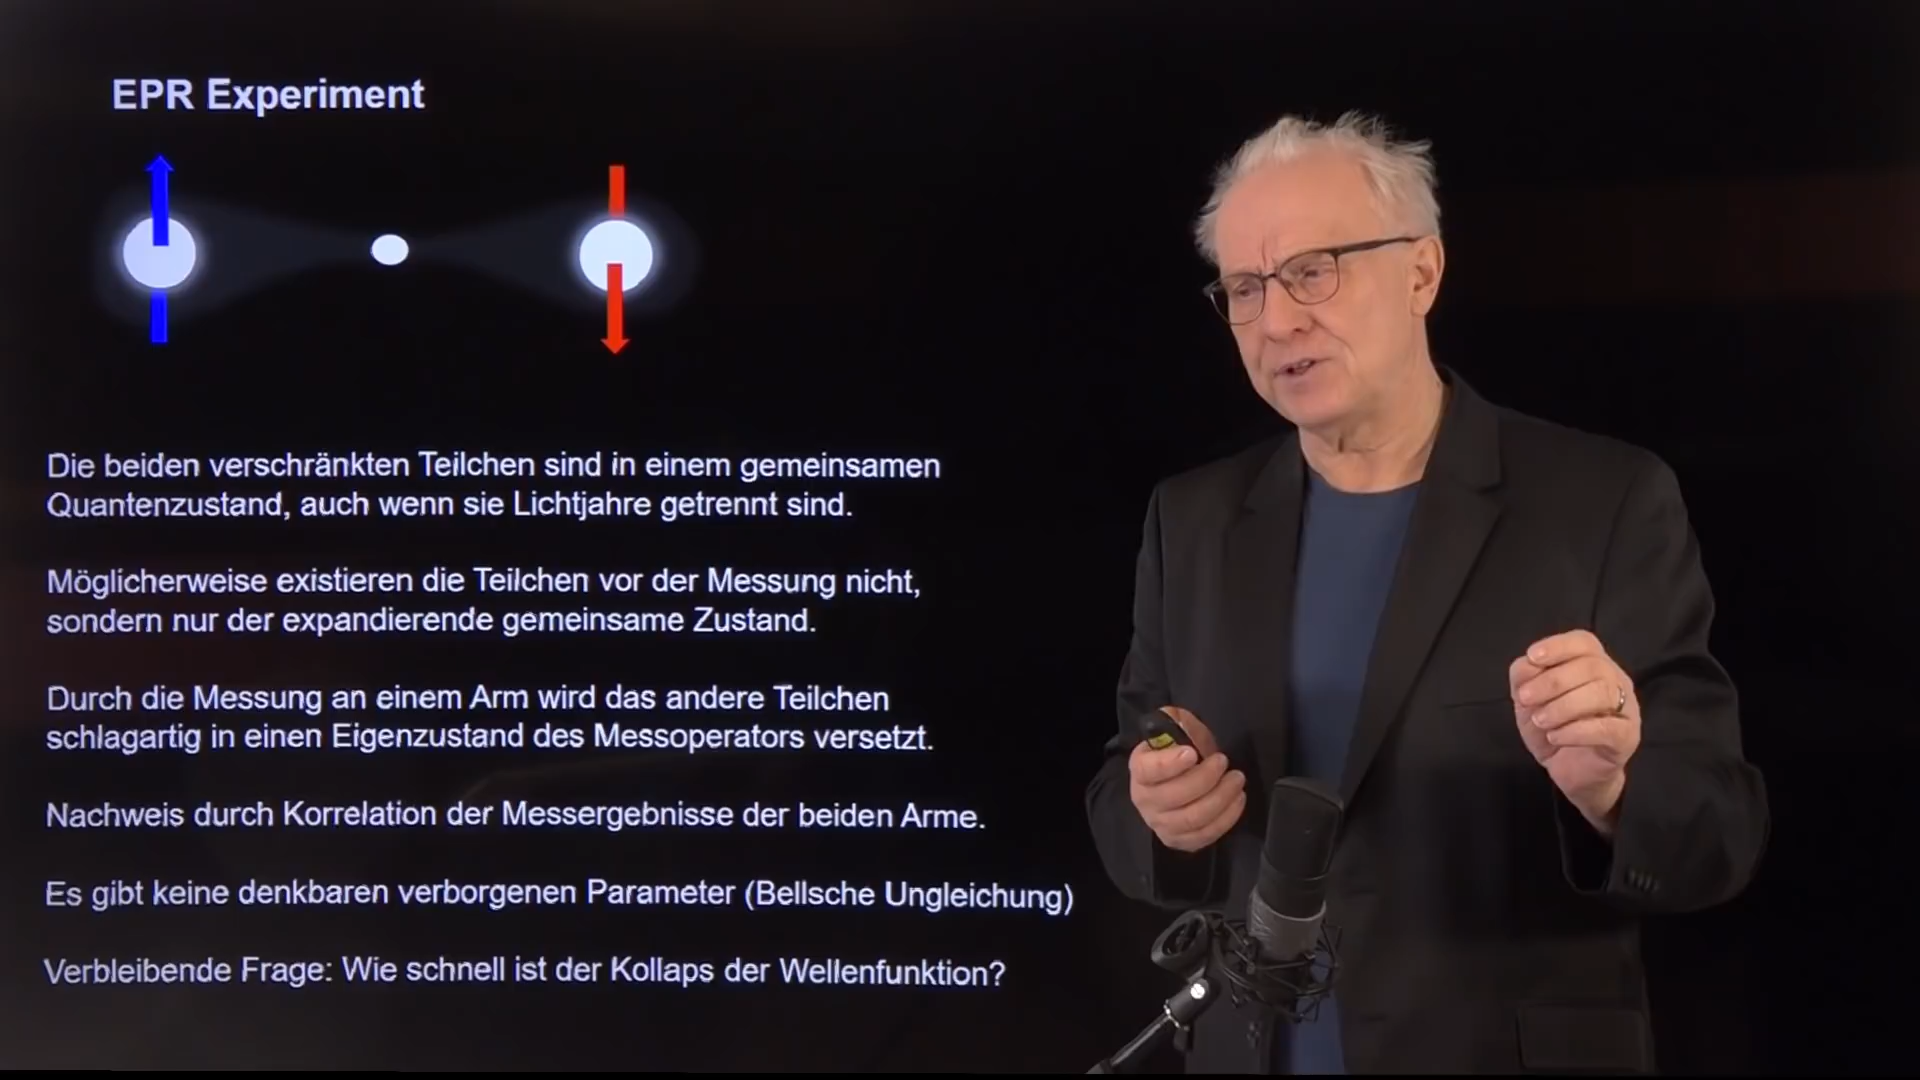 EPR Experiment
Die beiden verschränkten Teilchen sind in einem gemeinsamen
Quantenzustand, auch wenn sie Lichtjahre getrennt sind.
Möglicherweise existieren die Teilchen vor der Messung nicht,
sondern nur der expandierende gemeinsame Zustand.
Durch die Messung an einem Arm wird das andere Teilchen
schlagartig in einen Eigenzustand des Messoperators versetzt.
Nachweis durch Korrelation der Messergebnisse der beiden Arme.
Es gibt keine denkbaren verborgenen Parameter (Bellsche Ungleichung)
Verbleibende Frage: Wie schnell ist der Kollaps der Wellenfunktion?